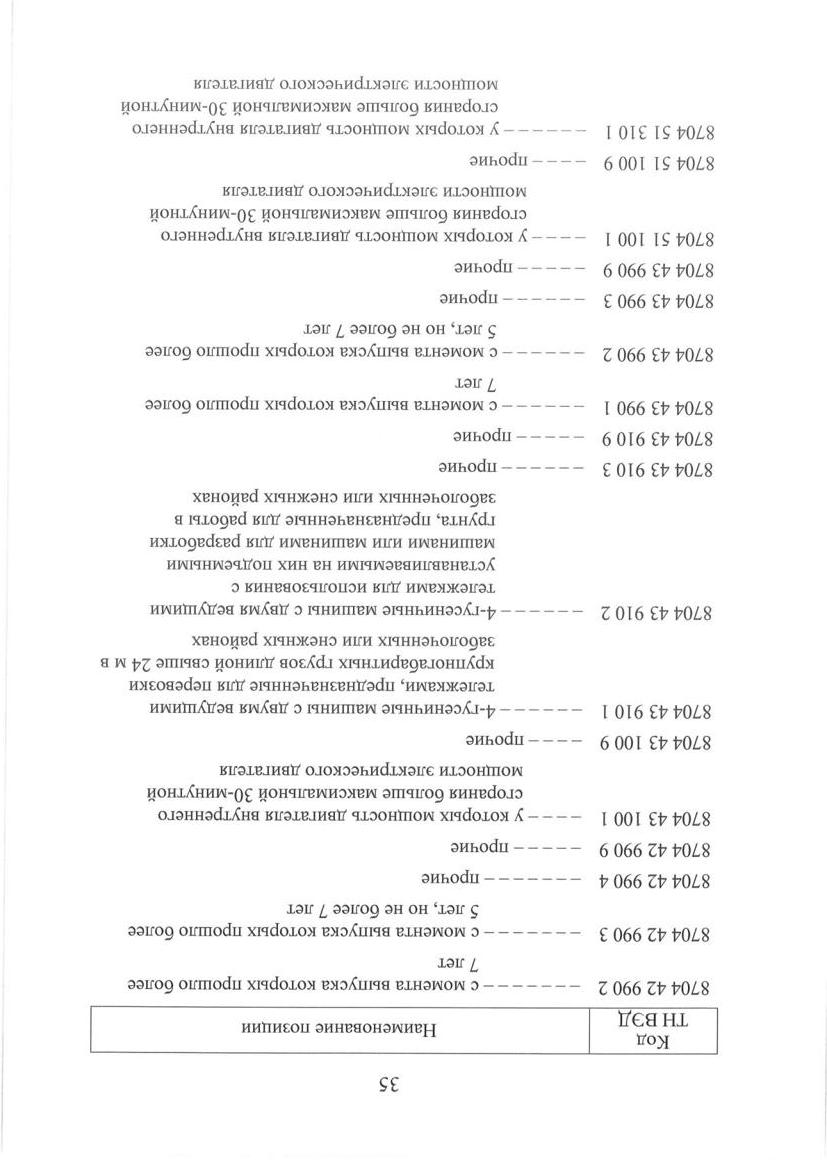 35
Код
ТН ВЭД
Наименование позиции
8704 42 990 2 – – – – – – – с момента выпуска которых прошло более
7 лет
8704 42 990 3 – – – – – – – с момента выпуска которых прошло более
5 лет, но не более 7 лет
8704 42 990 4 – – – – – – – прочие
8704 42 990 9 – – – – – прочие
8704 43 100 1 – – – – у которых мощность двигателя внутреннего
сгорания больше максимальной 30-минутной
мощности электрического двигателя
8704 43 100 9 – – – – прочие
8704 43 910 1 – – – – – – 4-гусеничные машины с двумя ведущими
тележками, предназначенные для перевозки
крупногабаритных грузов длиной свыше 24 м в
заболоченных или снежных районах
8704 43 910 2 – – – – – – 4-гусеничные машины с двумя ведущими
тележками для использования с
устанавливаемыми на них подъемными
машинами или машинами для разработки
грунта, предназначенные для работы в
заболоченных или снежных районах
8704 43 910 3 – – – – – – прочие
8704 43 910 9 – – – – – прочие
8704 43 990 1 – – – – – – с момента выпуска которых прошло более
7 лет
8704 43 990 2 – – – – – – с момента выпуска которых прошло более
5 лет, но не более 7 лет
8704 43 990 3 – – – – – – прочие
8704 43 990 9 – – – – – прочие
8704 51 100 1 – – – – у которых мощность двигателя внутреннего
сгорания больше максимальной 30-минутной
мощности электрического двигателя
8704 51 100 9 – – – – прочие
8704 51 310 1 – – – – – – у которых мощность двигателя внутреннего
сгорания больше максимальной 30-минутной
мощности электрического двигателя